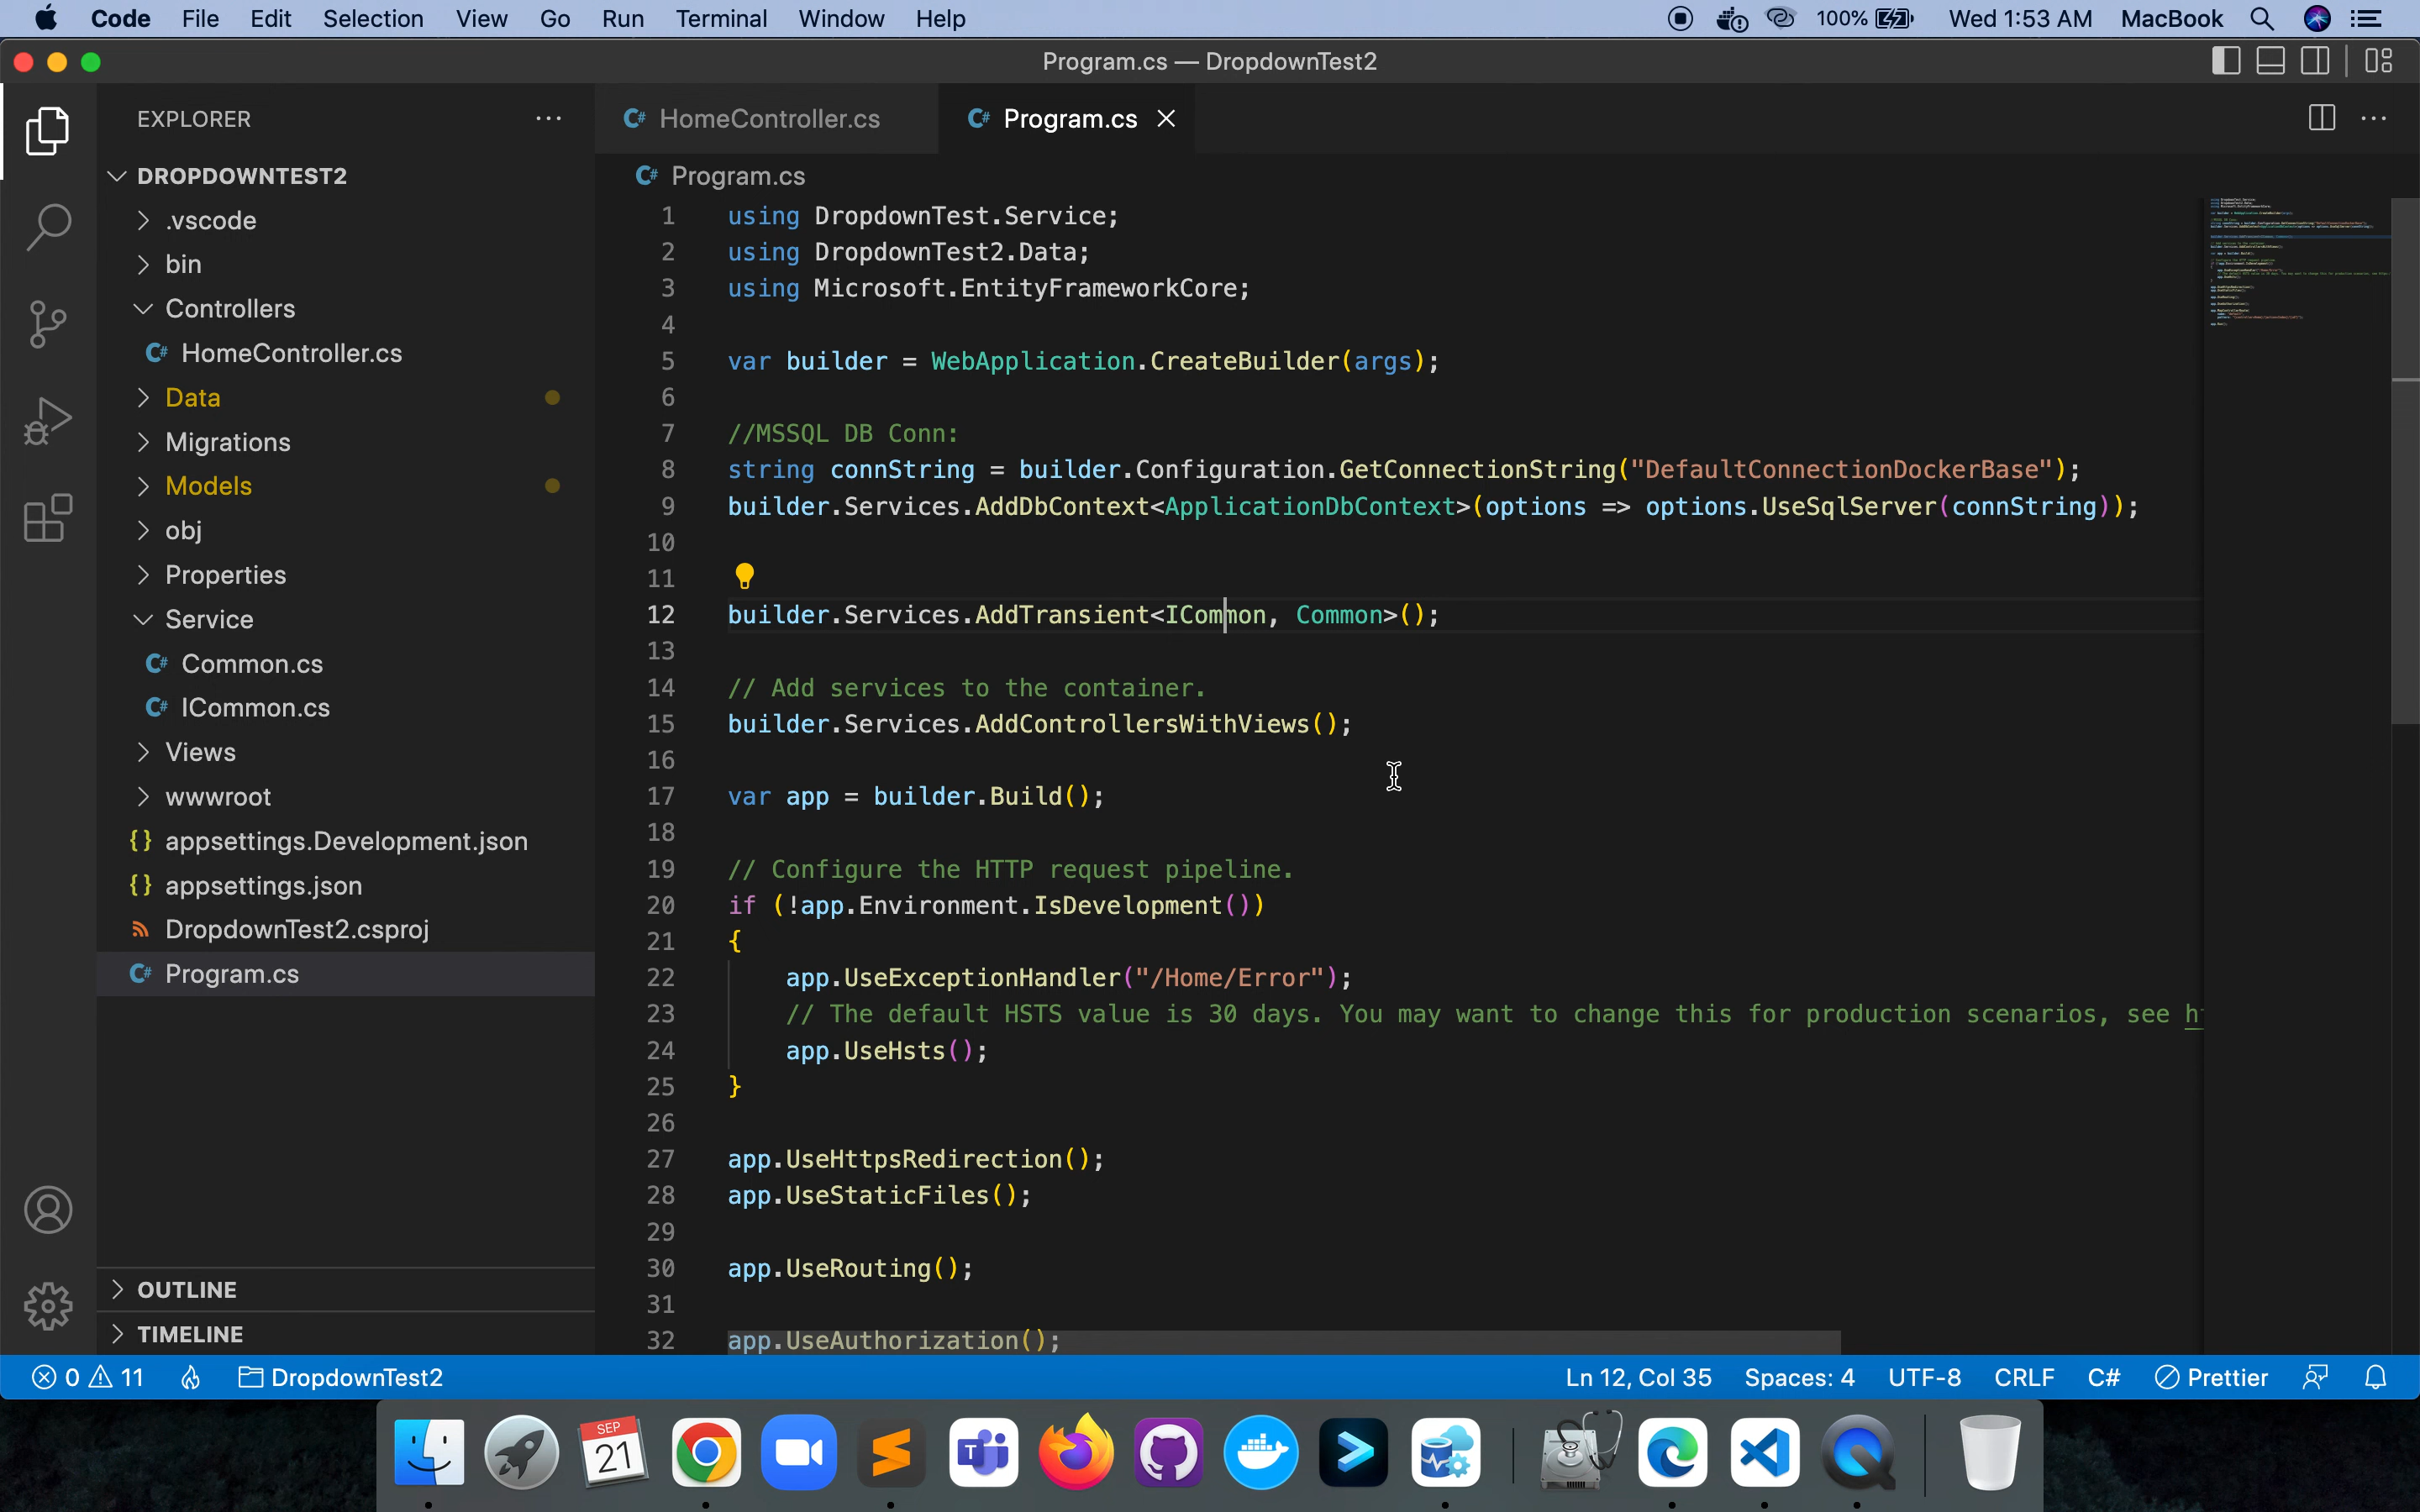 Code File Edit Selection View Go Run Terminal Window Help 100% Wed 1:53 AM MacBook
Program.cs — DropdownTest2
EXPLORER
DROPDOWNTEST2
.vscode
bin
Controllers
C# HomeController.cs
Data
Migrations
Models
obj
Properties
Service
C# Common.cs
C# ICommon.cs
Views
wwwroot
{} appsettings.Development.json
{} appsettings.json
DropdownTest2.csproj
C# Program.cs
OUTLINE
TIMELINE
C# HomeController.cs C# Program.cs
C# Program.cs
1 using DropdownTest.Service;
2 using DropdownTest2.Data;
3 using Microsoft.EntityFrameworkCore;
4
5 var builder = WebApplication.CreateBuilder(args);
6
7 //MSSQL DB Conn:
8 string connString = builder.Configuration.GetConnectionString("DefaultConnectionDockerBase");
9 builder.Services.AddDbContext<ApplicationDbContext>(options => options.UseSqlServer(connString));
10
11
12 builder.Services.AddTransient<ICommon, Common>();
13
14 // Add services to the container.
15 builder.Services.AddControllersWithViews();
16
17 var app = builder.Build();
18
19 // Configure the HTTP request pipeline.
20 if (!app.Environment.IsDevelopment())
21 {
22 app.UseExceptionHandler("/Home/Error");
23 // The default HSTS value is 30 days. You may want to change this for production scenarios, see
24 app.UseHsts();
25 }
26
27 app.UseHttpsRedirection();
28 app.UseStaticFiles();
29
30 app.UseRouting();
31
32 app.UseAuthorization();
0 11 DropdownTest2 Ln 12, Col 35 Spaces: 4 UTF-8 CRLF C# Prettier
SEP
21
T